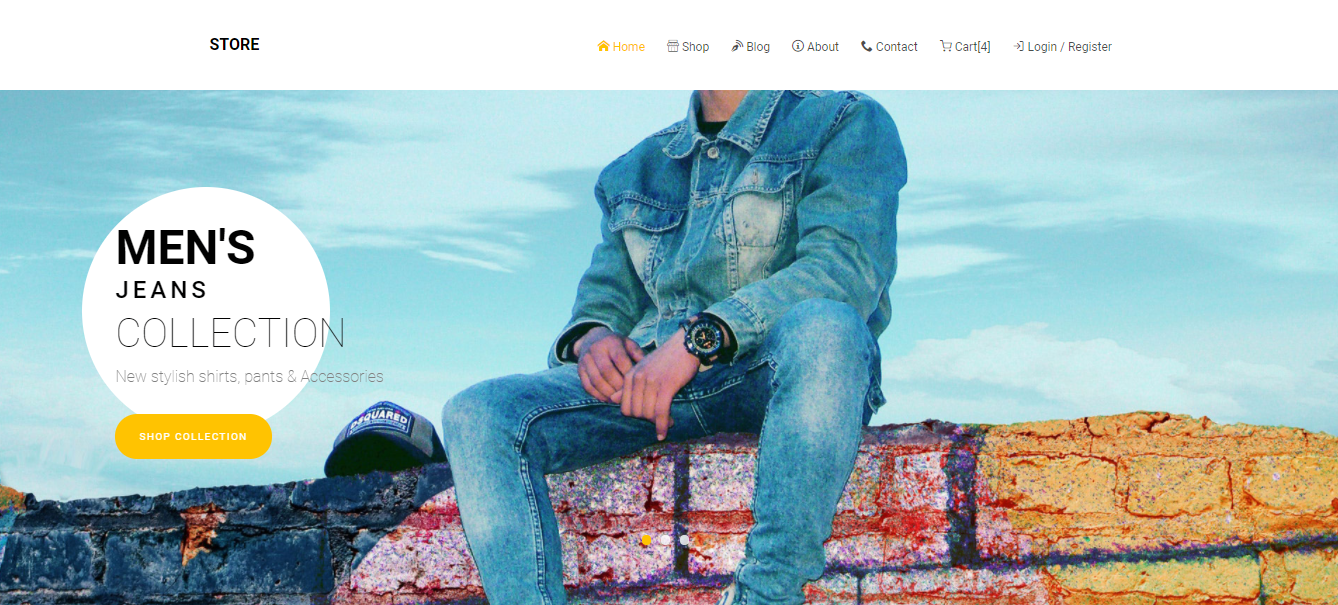 STORE
Home Shop Blog About Contact Cart[4] Login / Register
MEN'S
JEANS
COLLECTION
New stylish shirts, pants & Accessories
SHOP COLLECTION
DSQUARED